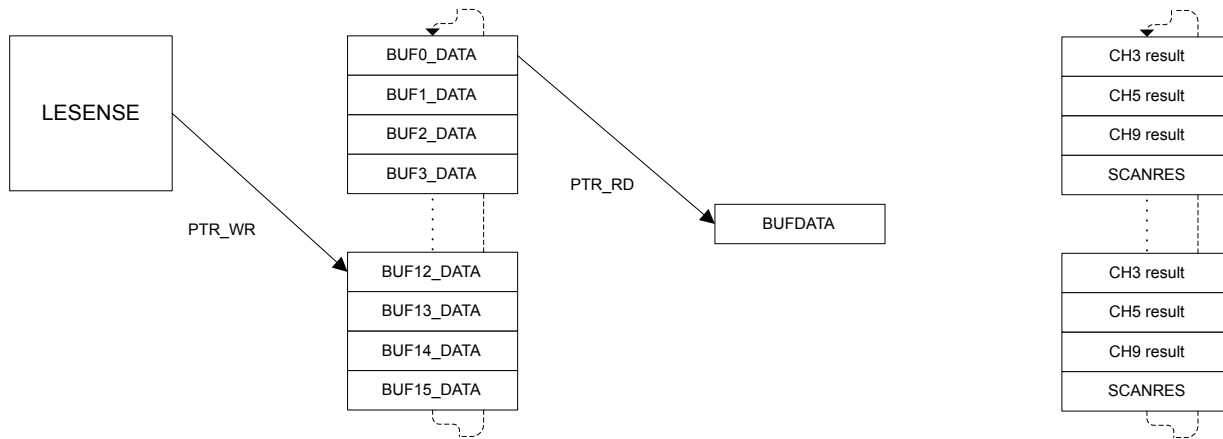 LESENSE
PTR_WR
BUF0_DATA
BUF1_DATA
BUF2_DATA
BUF3_DATA
BUF12_DATA
BUF13_DATA
BUF14_DATA
BUF15_DATA
PTR_RD
BUFDATA
CH3 result
CH5 result
CH9 result
SCANRES
CH3 result
CH5 result
CH9 result
SCANRES